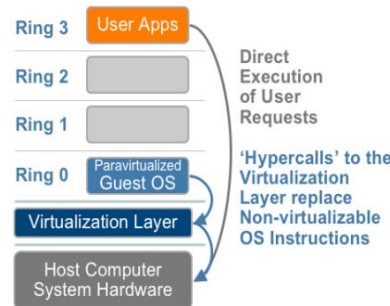 Ring 3
User Apps
Ring 2
Ring 1
Ring 0
Paravirtualized
Guest OS
Virtualization Layer
Host Computer
System Hardware
Direct
Execution
of User
Requests
‘Hypercalls’ to the
Virtualization
Layer replace
Non-virtualizable
OS Instructions